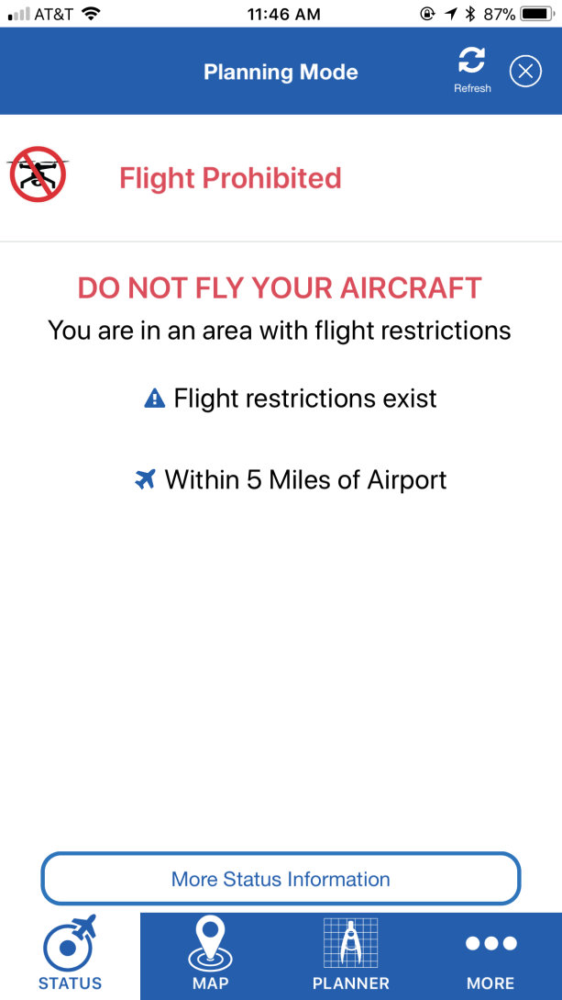 AT&T 11:46 AM 87%
Planning Mode
Refresh
Flight Prohibited
DO NOT FLY YOUR AIRCRAFT
You are in an area with flight restrictions
Flight restrictions exist
Within 5 Miles of Airport
More Status Information
STATUS MAP PLANNER MORE